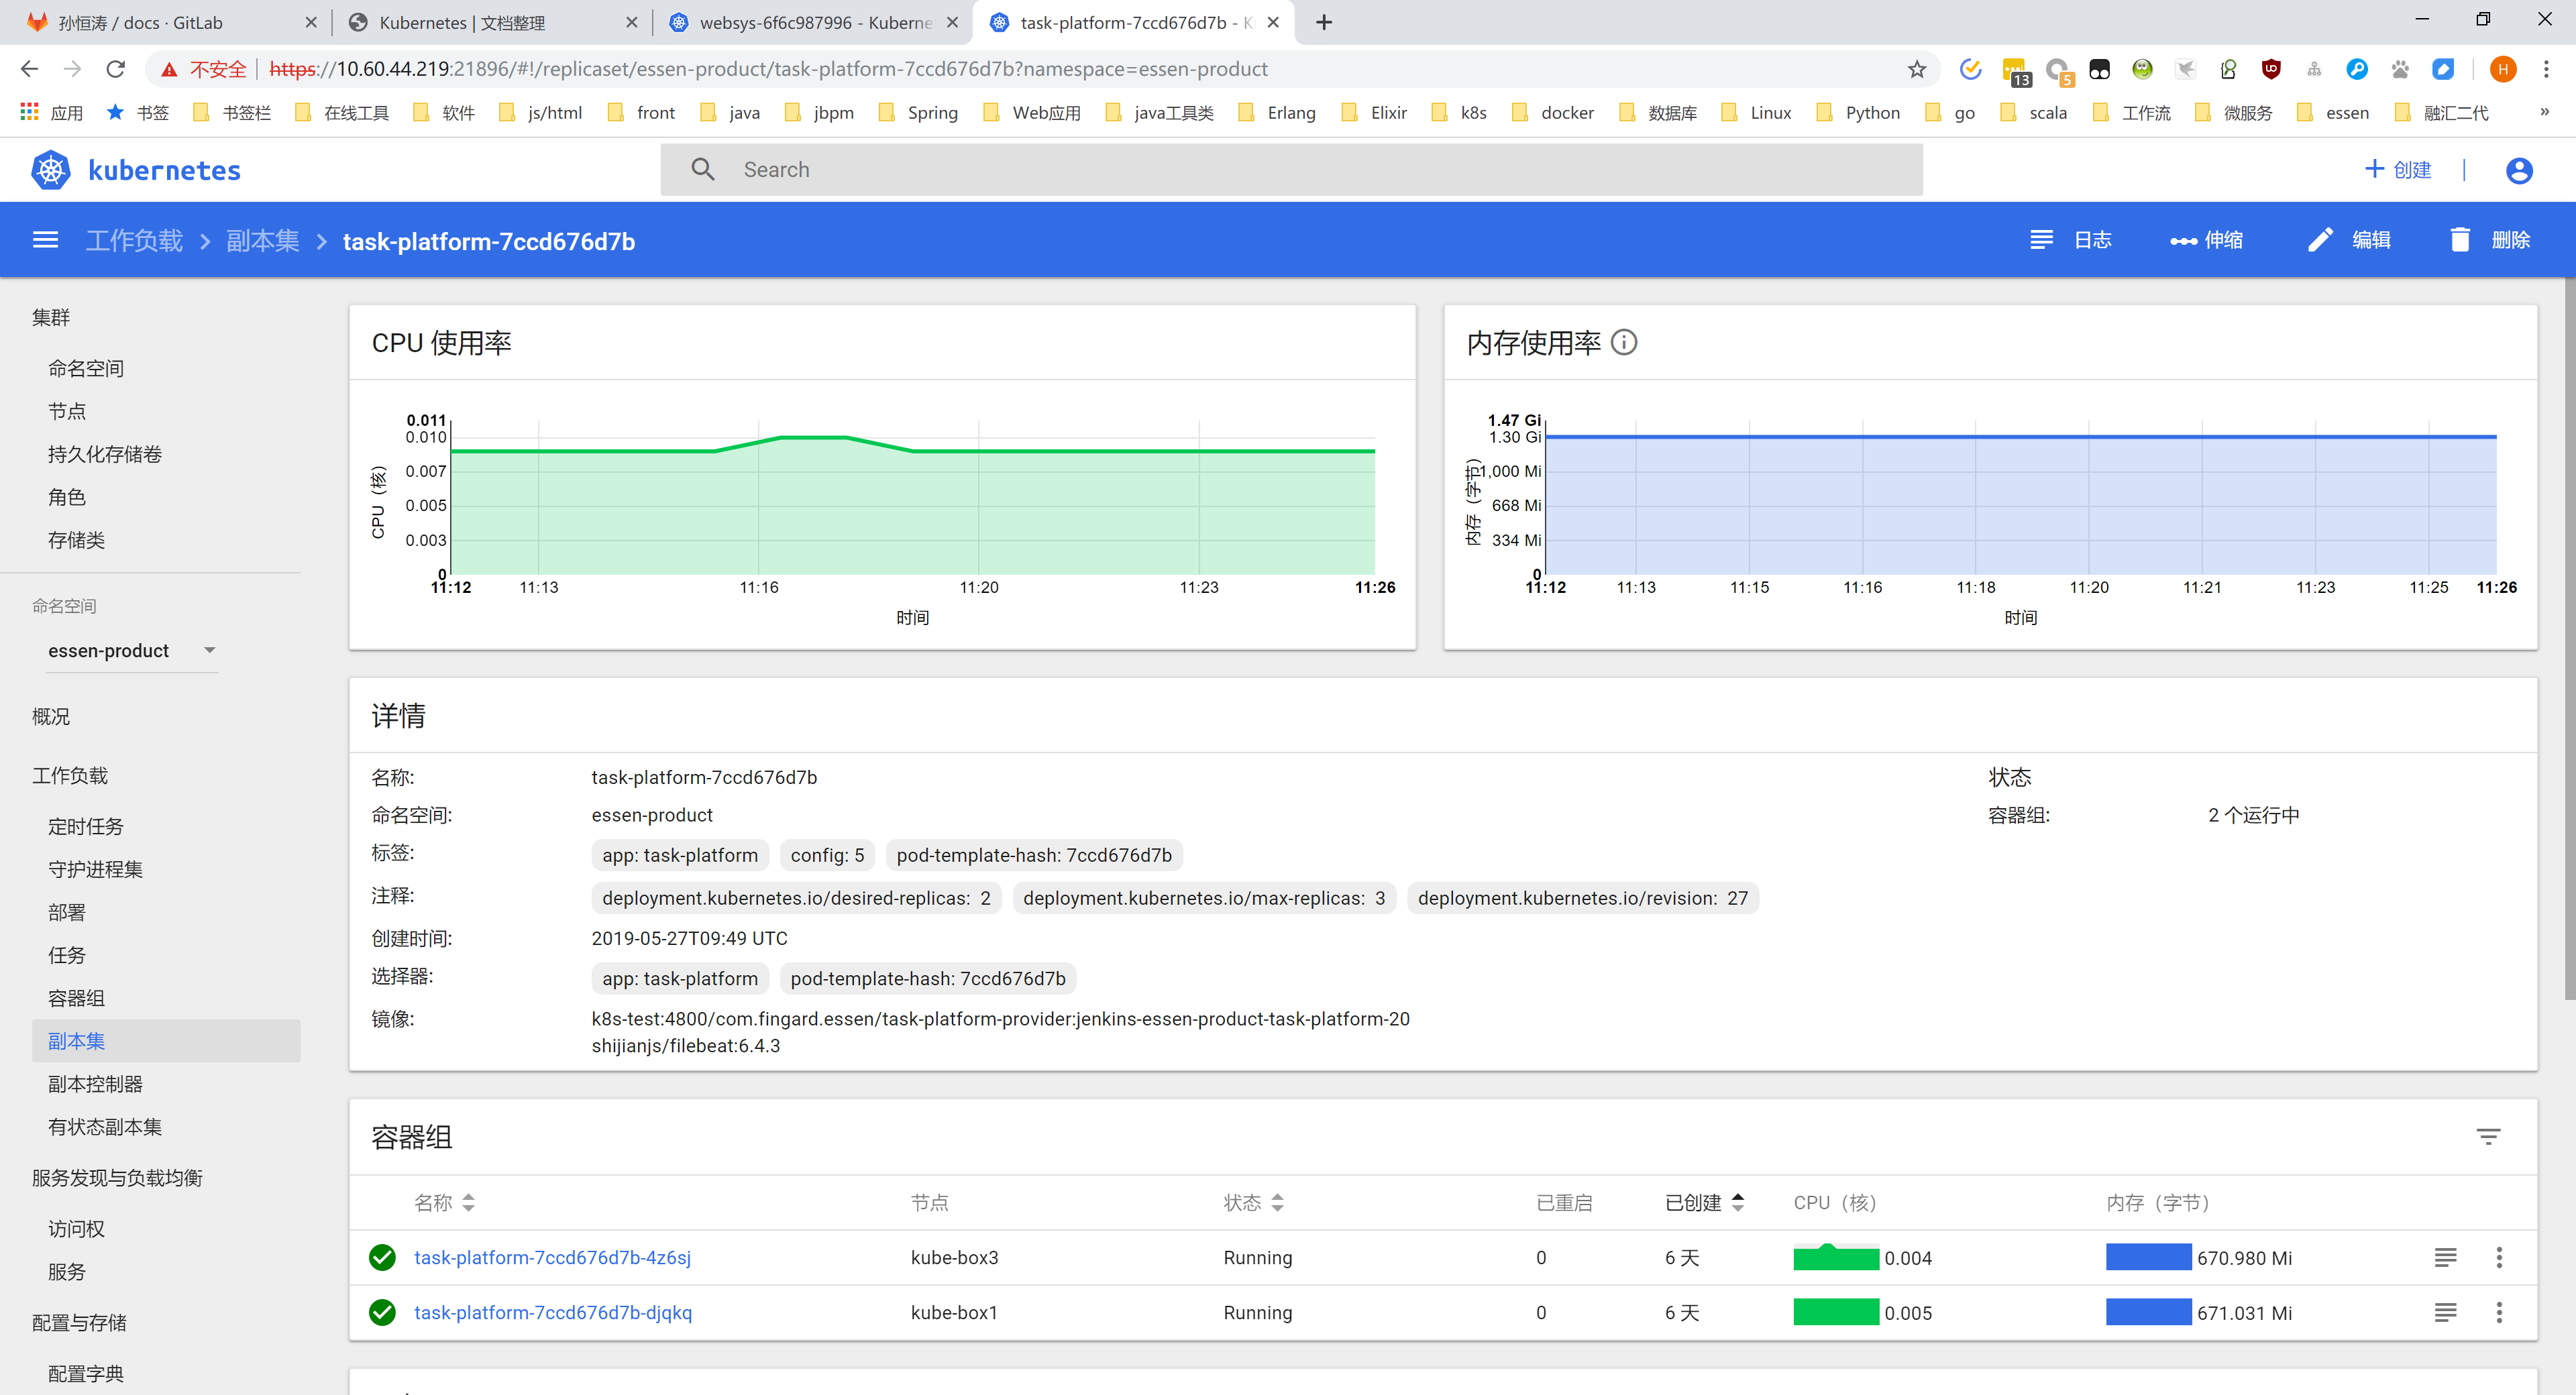 孙恒涛 / docs · GitLab
Kubernetes | 文档整理
websys-6f6c987996 - Kuberne
task-platform-7ccd676d7b - K
不安全 https://10.60.44.219:21896/#!/replicaset/essen-product/task-platform-7ccd676d7b?namespace=essen-product
13
5
H
应用 书签 书签栏 在线工具 软件 js/html front java jbpm Spring Web应用 java工具类 Erlang Elixir k8s docker 数据库 Linux Python go scala 工作流 微服务 essen 融汇二代 »
kubernetes
Search
创建
工作负载 > 副本集 > task-platform-7ccd676d7b
日志 伸缩 编辑 删除
集群
命名空间
节点
持久化存储卷
角色
存储类
命名空间
essen-product
概况
工作负载
定时任务
守护进程集
部署
任务
容器组
副本集
副本控制器
有状态副本集
服务发现与负载均衡
访问权
服务
配置与存储
配置字典
CPU 使用率
CPU（核）
0.011
0.010
0.007
0.005
0.003
0
11:12 11:13 11:16 11:20 11:23 11:26
时间
内存使用率
内存（字节）
1.47 Gi
1.30 Gi
1,000 Mi
668 Mi
334 Mi
0
11:12 11:13 11:15 11:16 11:18 11:20 11:21 11:23 11:25 11:26
时间
详情
名称: task-platform-7ccd676d7b
命名空间: essen-product
标签: app: task-platform config: 5 pod-template-hash: 7ccd676d7b
注释: deployment.kubernetes.io/desired-replicas: 2 deployment.kubernetes.io/max-replicas: 3 deployment.kubernetes.io/revision: 27
创建时间: 2019-05-27T09:49 UTC
选择器: app: task-platform pod-template-hash: 7ccd676d7b
镜像: k8s-test:4800/com.fingard.essen/task-platform-provider:jenkins-essen-product-task-platform-20
shijianjs/filebeat:6.4.3
状态
容器组: 2 个运行中
容器组
名称 节点 状态 已重启 已创建 CPU（核） 内存（字节）
task-platform-7ccd676d7b-4z6sj kube-box3 Running 0 6 天 0.004 670.980 Mi
task-platform-7ccd676d7b-djqkq kube-box1 Running 0 6 天 0.005 671.031 Mi